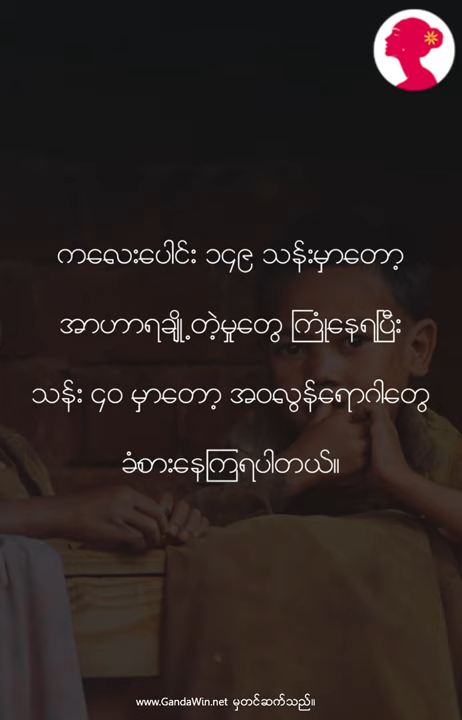 ကလေးပေါင်း ၁၄၉ သန်းမှာတော့
အာဟာရချို့တဲ့မှုတွေ ကြုံနေရပြီး
သန်း ၄၀ မှာတော့ အဝလွန်ရောဂါတွေ
ခံစားနေကြရပါတယ်။
www.GandaWin.net မှတင်ဆက်သည်။